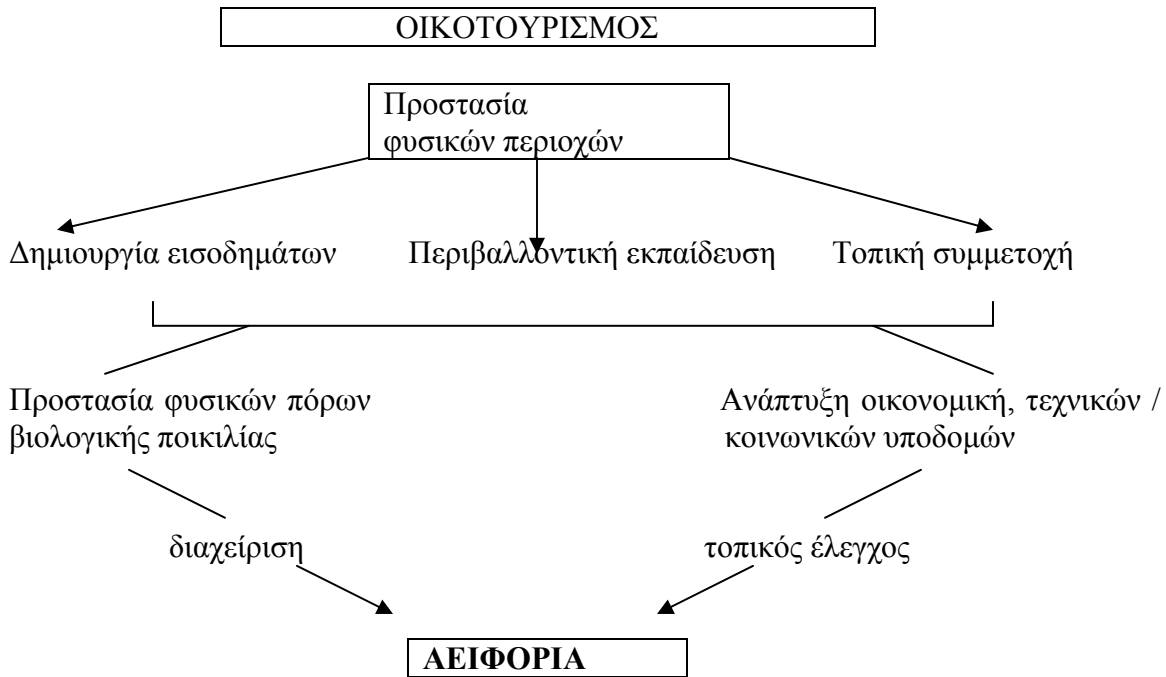 ΟΙΚΟΤΟΥΡΙΣΜΟΣ
Προστασία
φυσικών περιοχών
Δημιουργία εισοδημάτων
Περιβαλλοντική εκπαίδευση
Τοπική συμμετοχή
Προστασία φυσικών πόρων
βιολογικής ποικιλίας
Ανάπτυξη οικονομική, τεχνικών /
κοινωνικών υποδομών
διαχείριση
τοπικός έλεγχος
ΑΕΙΦΟΡΙΑ